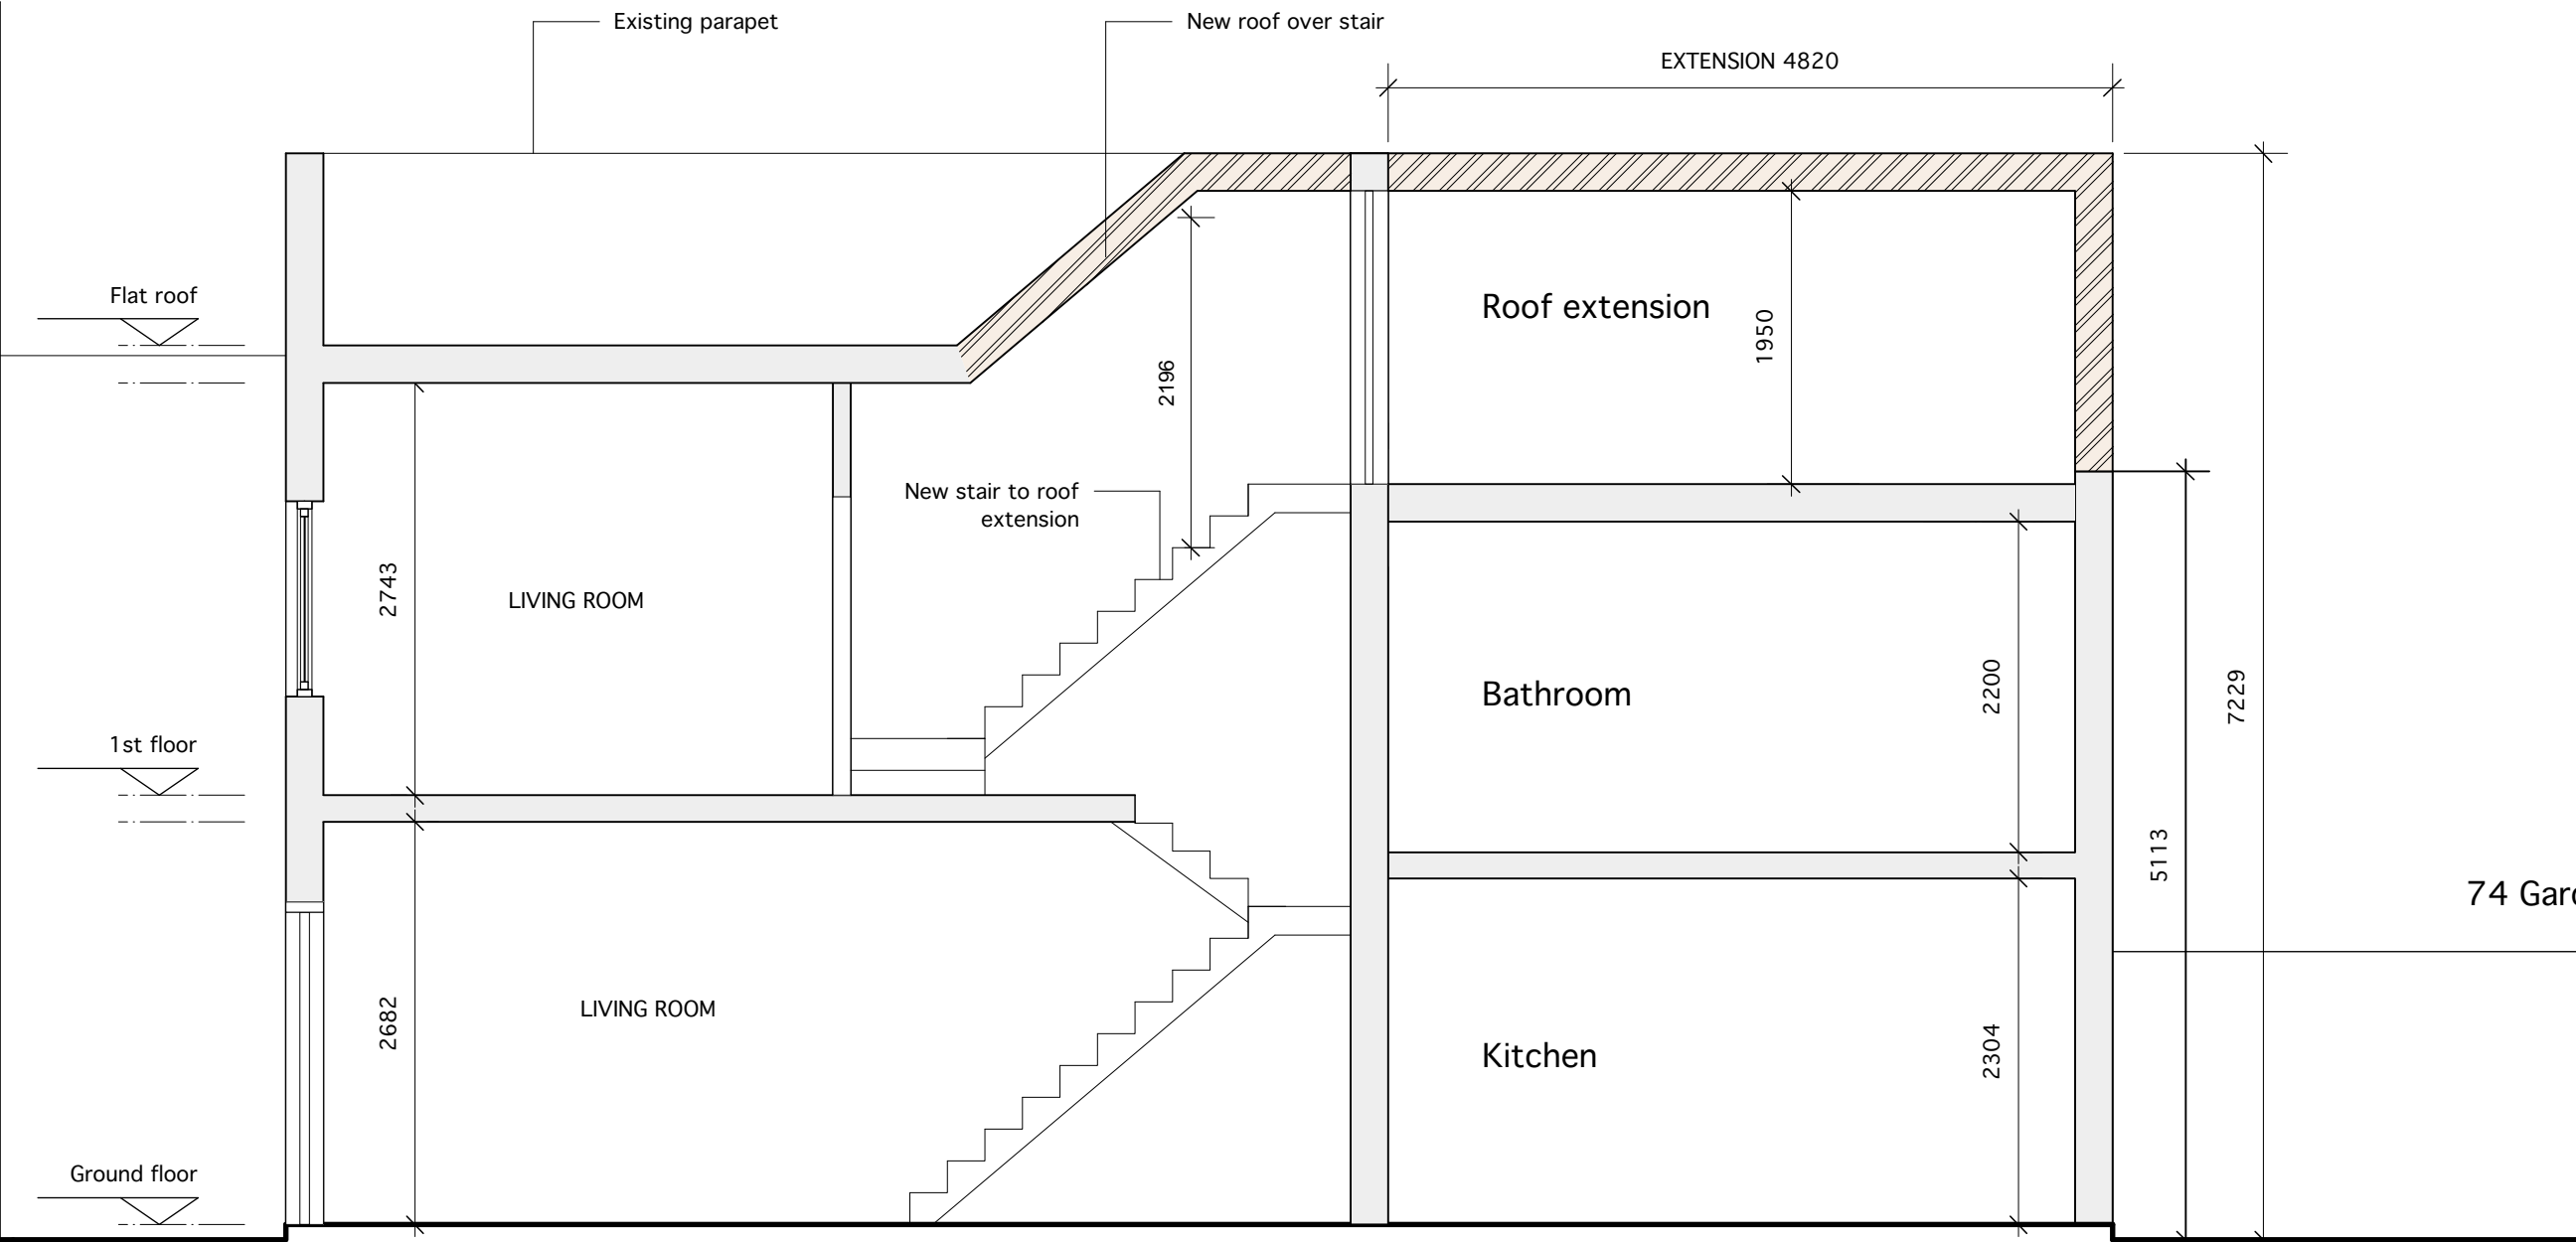 Existing parapet
New roof over stair
EXTENSION 4820
Flat roof
Roof extension
1950
2196
New stair to roof
extension
2743
LIVING ROOM
Bathroom
2200
7229
1st floor
5113
74 Gard
LIVING ROOM
2682
Kitchen
2304
Ground floor